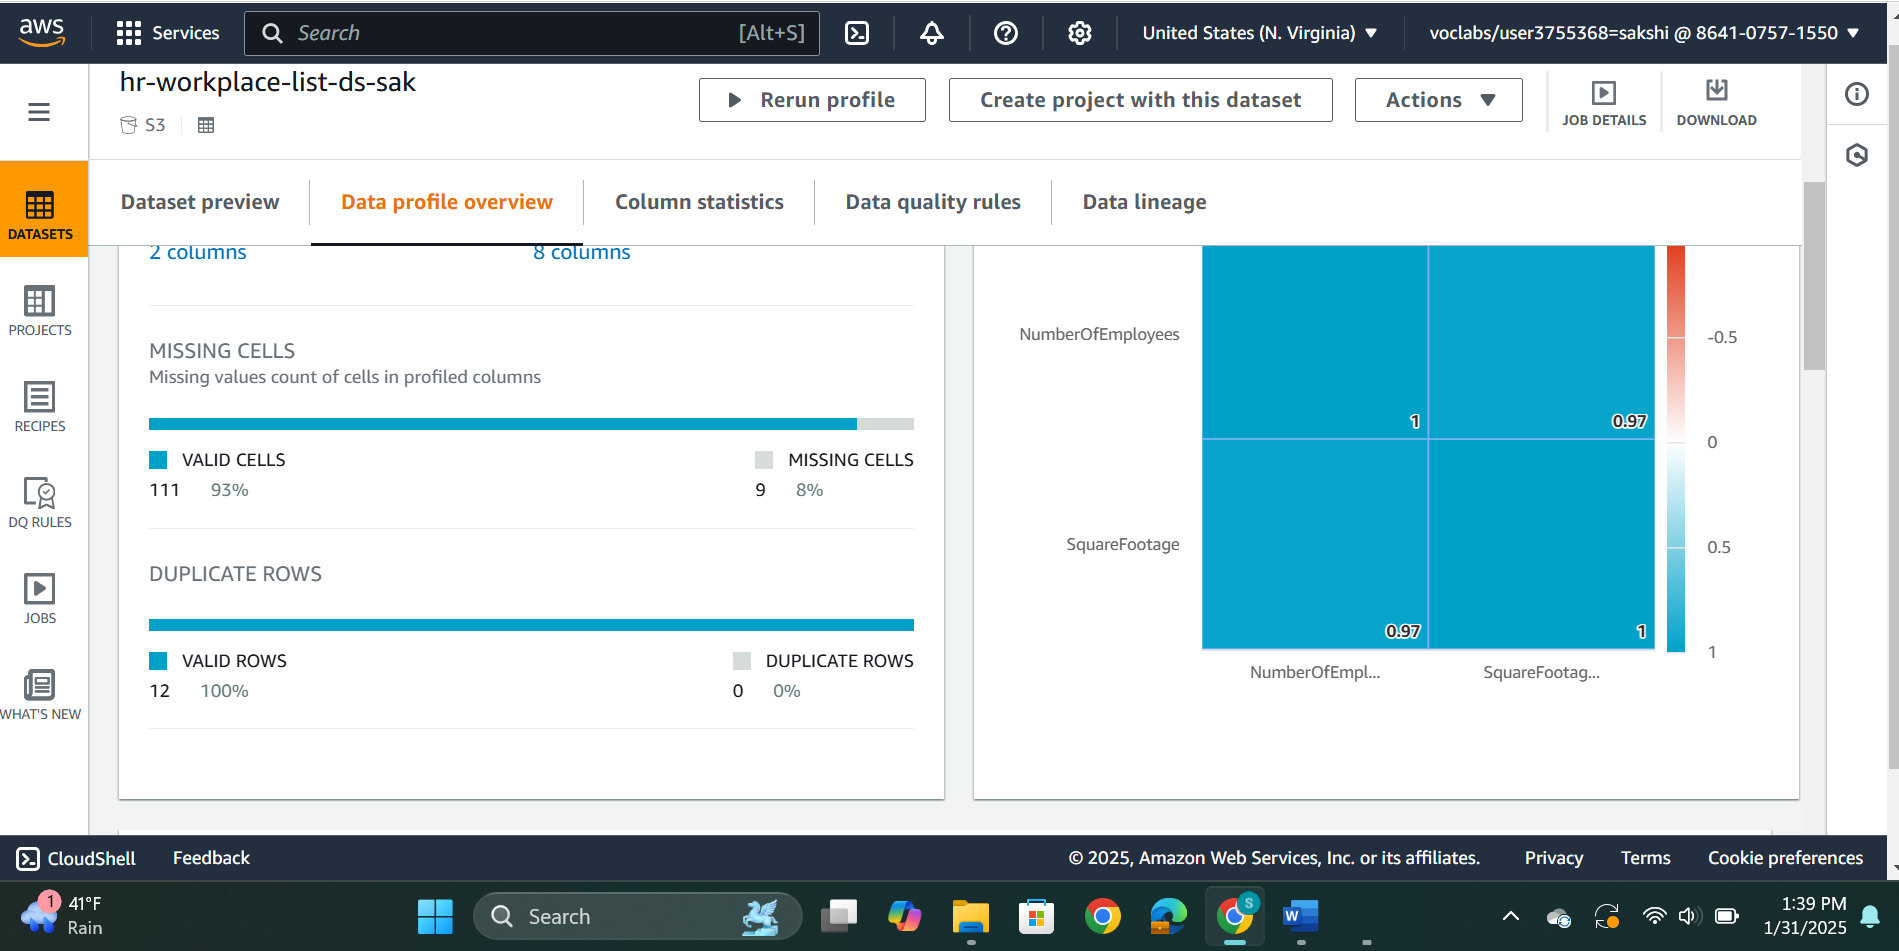 aws
Services
Search
[Alt+S]
United States (N. Virginia)
voclabs/user3755368=sakshi @ 8641-0757-1550
hr-workplace-list-ds-sak
S3
Rerun profile
Create project with this dataset
Actions
JOB DETAILS
DOWNLOAD
DATASETS
PROJECTS
RECIPES
DQ RULES
JOBS
WHAT'S NEW
Dataset preview
Data profile overview
Column statistics
Data quality rules
Data lineage
2 columns
8 columns
MISSING CELLS
Missing values count of cells in profiled columns
VALID CELLS
111 93%
MISSING CELLS
9 8%
DUPLICATE ROWS
VALID ROWS
12 100%
DUPLICATE ROWS
0 0%
NumberOfEmployees
1
0.97
SquareFootage
0.97
1
NumberOfEmpl...
SquareFootag...
-0.5
0
0.5
1
CloudShell
Feedback
© 2025, Amazon Web Services, Inc. or its affiliates.
Privacy
Terms
Cookie preferences
1
41°F
Rain
Search
S
W
1:39 PM
1/31/2025